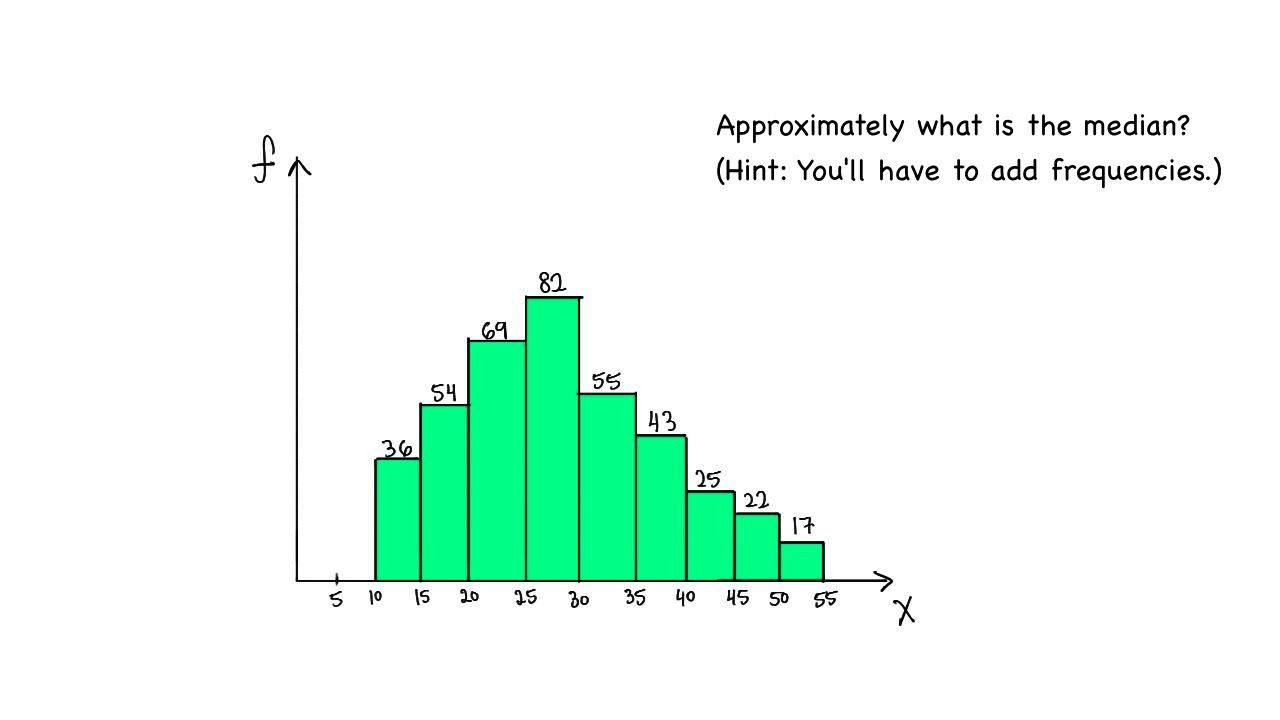 Approximately what is the median?
(Hint: You'll have to add frequencies.)
f
82
69
55
54
43
36
25
22
17
5 10 15 20 25 30 35 40 45 50 55
X